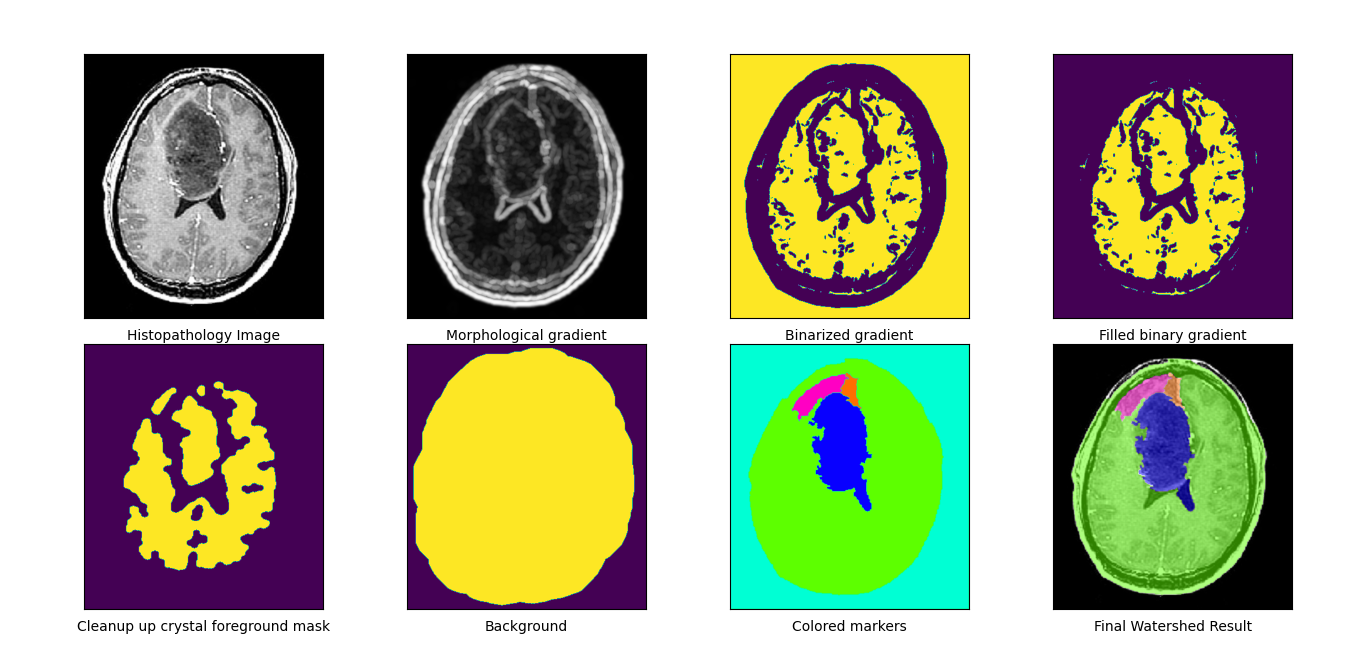 Histopathology Image
Morphological gradient
Binarized gradient
Filled binary gradient
Cleanup up crystal foreground mask
Background
Colored markers
Final Watershed Result